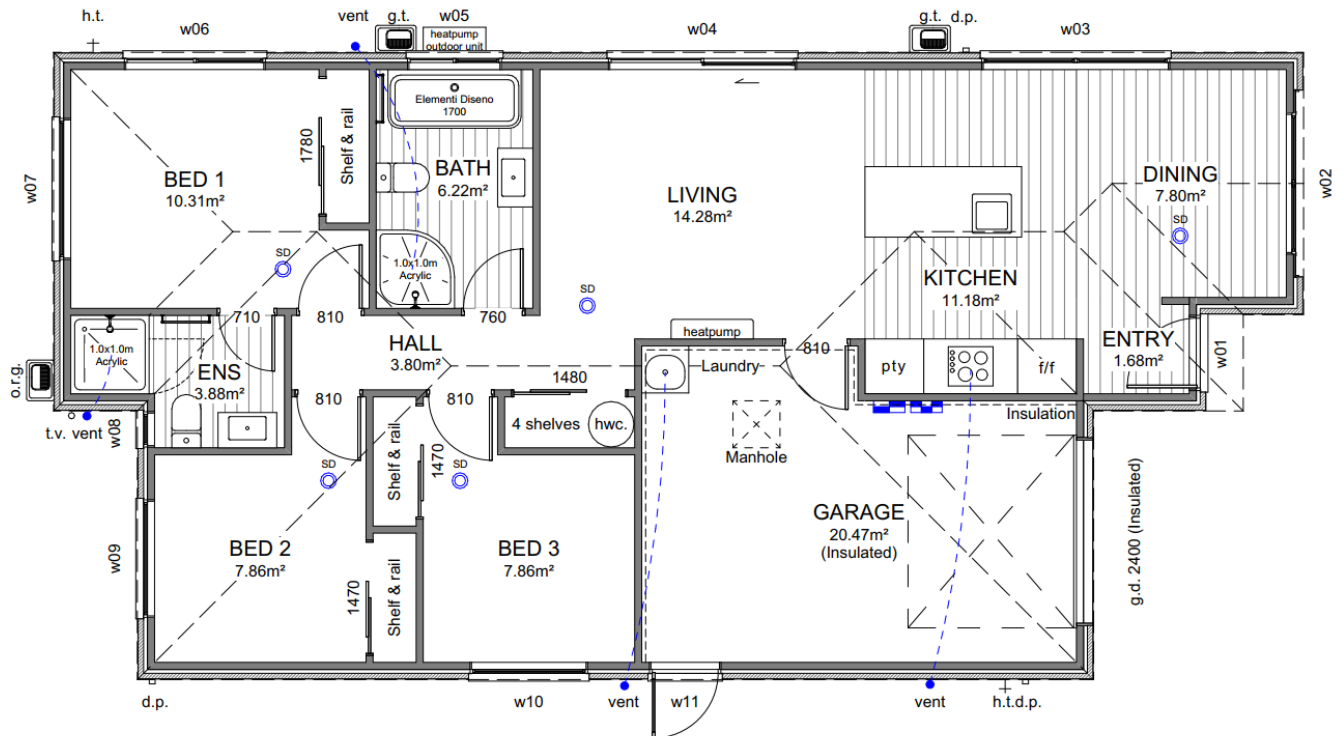 h.t.
w06
vent
g.t.
w05
heatpump
outdoor unit
w04
g.t.
d.p.
w03
Elementi Diseno
1700
1780
Shelf & rail
BATH
6.22m²
BED 1
10.31m²
LIVING
14.28m²
DINING
7.80m²
w07
w02
SD
SD
1.0x1.0m
Acrylic
KITCHEN
11.18m²
SD
710
810
760
heatpump
HALL
3.80m²
810
ENTRY
1.68m²
w01
1.0x1.0m
Acrylic
ENS
3.88m²
o.r.g.
Laundry
pty
f/f
1480
810
810
Insulation
t.v.
vent
w08
4 shelves
hwc.
Shelf & rail
1470
SD
SD
Manhole
GARAGE
20.47m²
(Insulated)
g.d. 2400 (Insulated)
w09
BED 2
7.86m²
BED 3
7.86m²
1470
Shelf & rail
d.p.
w10
vent
w11
vent
h.t.
d.p.